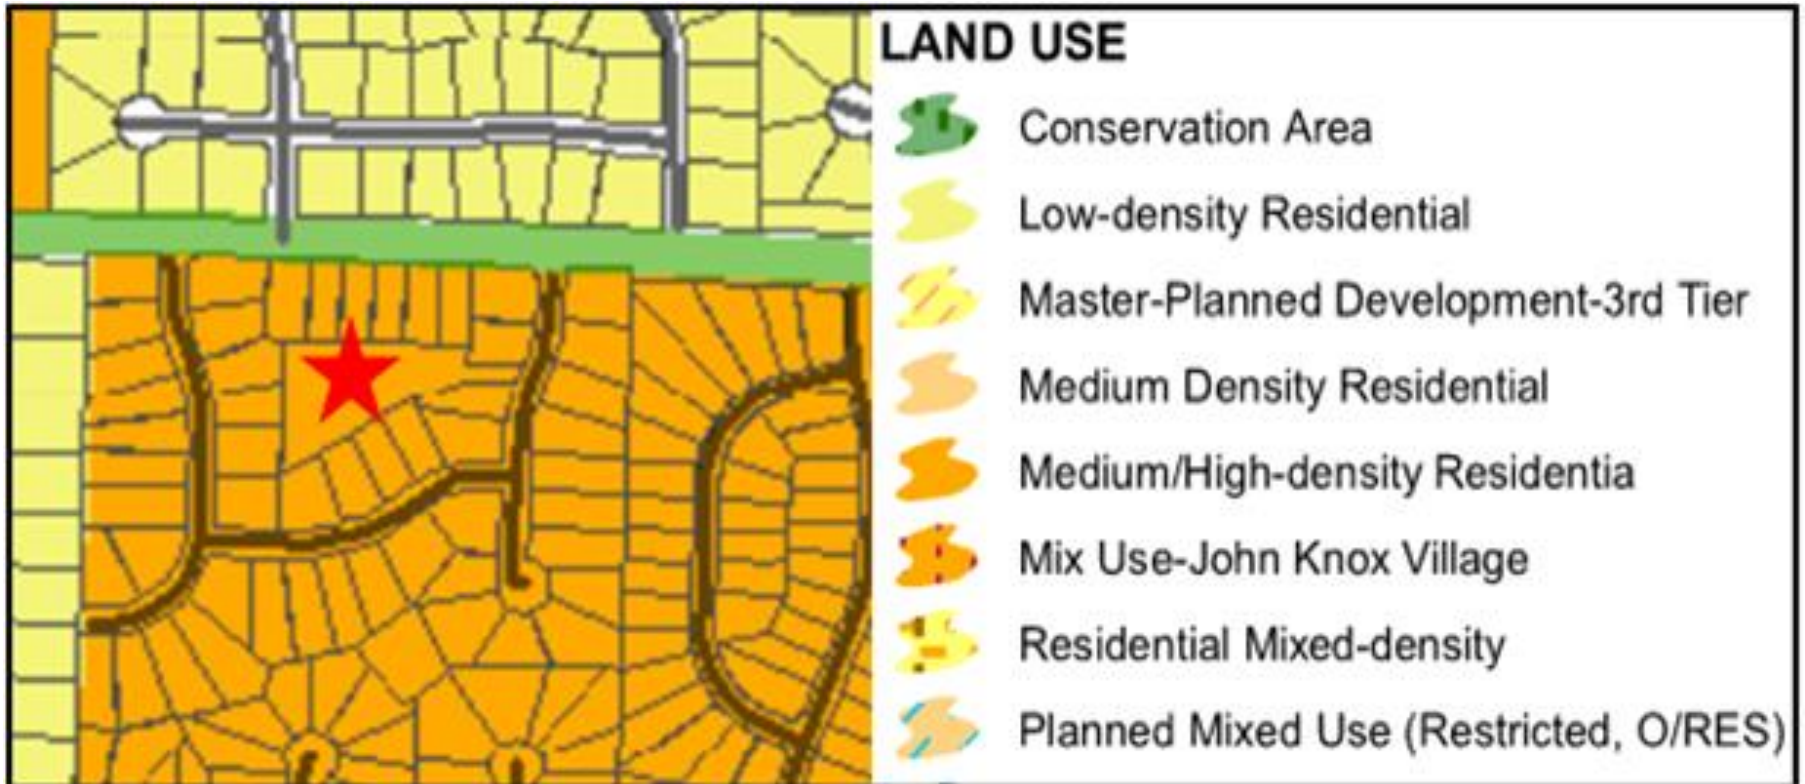 LAND USE
Conservation Area
Low-density Residential
Master-Planned Development-3rd Tier
Medium Density Residential
Medium/High-density Residentia
Mix Use-John Knox Village
Residential Mixed-density
Planned Mixed Use (Restricted, O/RES)